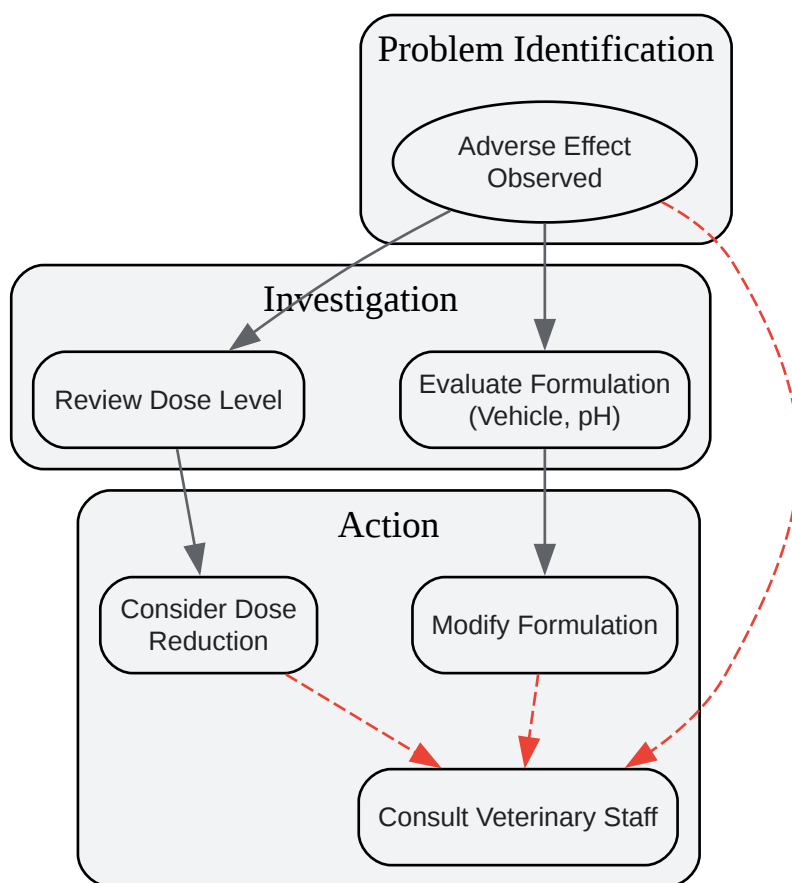 Problem Identification
Adverse Effect
Observed
Investigation
Review Dose Level
Evaluate Formulation
(Vehicle, pH)
Action
Consider Dose
Reduction
Modify Formulation
Consult Veterinary Staff